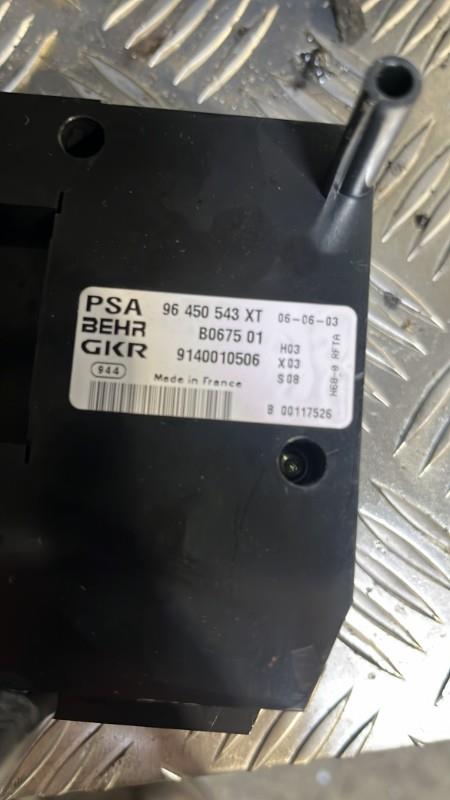 PSA 96 450 543 XT 06-06-03
BEHR B0675 01 H03
GKR 9140010506 X03
944 Made in France S08
B 00117526
H68-0 RFTA